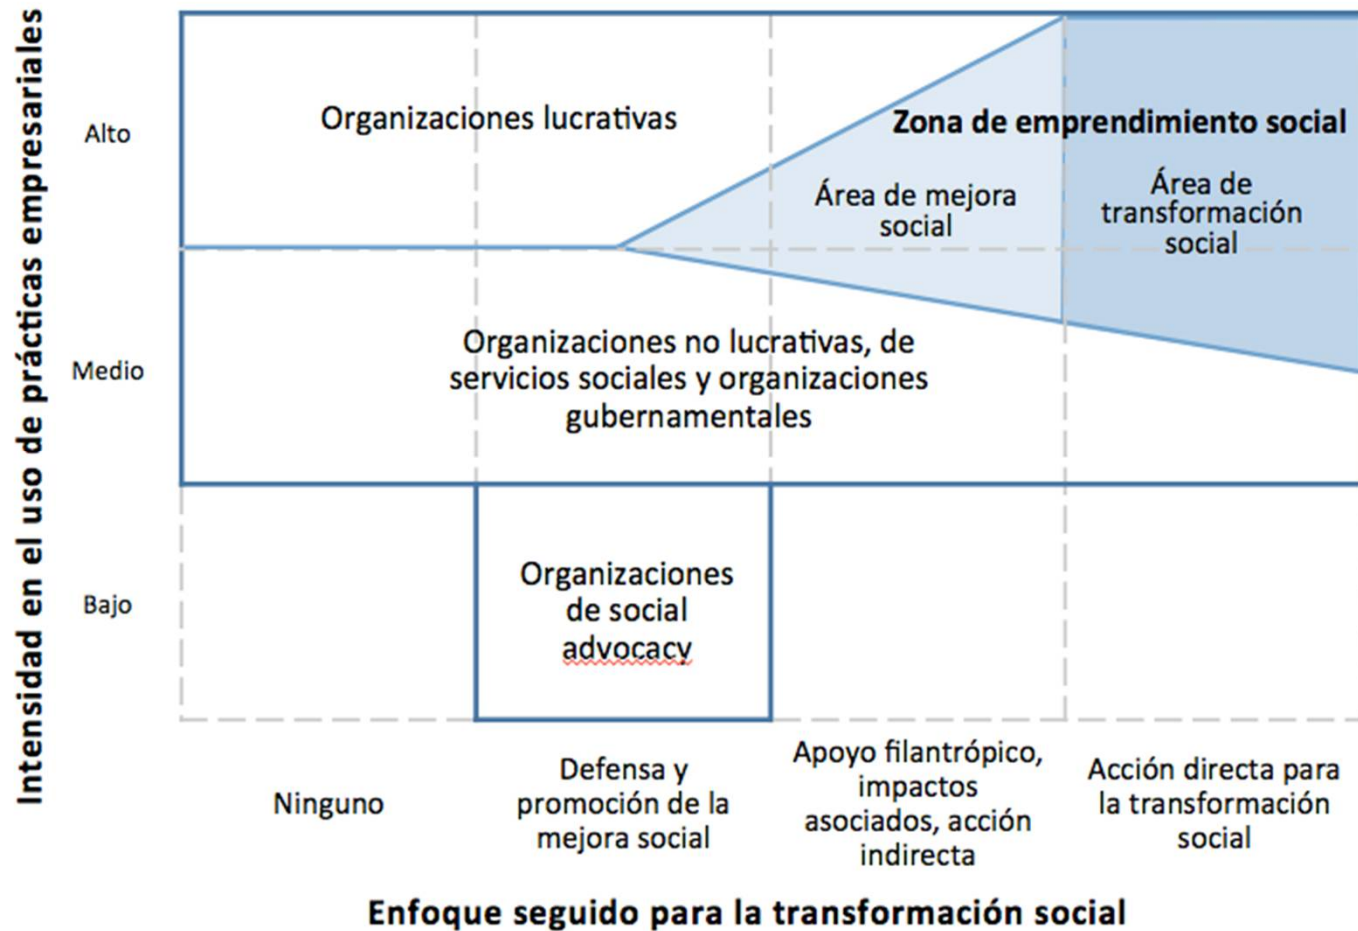 Intensidad en el uso de prácticas empresariales
Alto
Medio
Bajo
Organizaciones lucrativas
Zona de emprendimiento social
Área de mejora
social
Área de
transformación
social
Organizaciones no lucrativas, de
servicios sociales y organizaciones
gubernamentales
Organizaciones
de social
advocacy
Ninguno
Defensa y
promoción de la
mejora social
Apoyo filantrópico,
impactos
asociados, acción
indirecta
Acción directa para
la transformación
social
Enfoque seguido para la transformación social